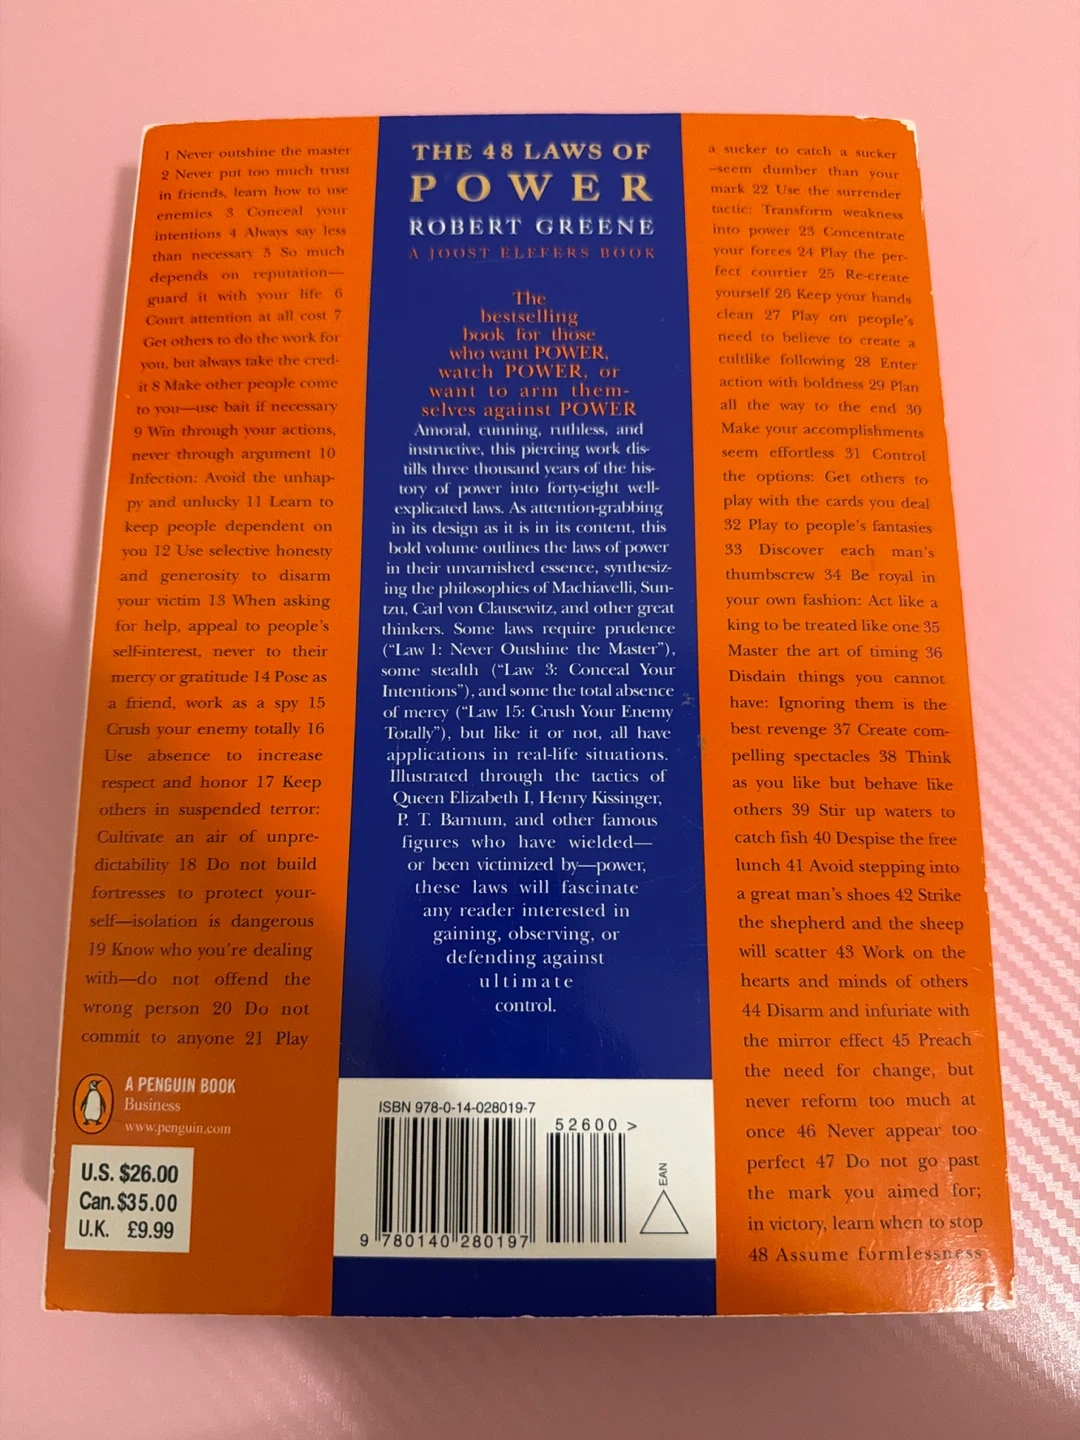 1 Never outshine the master
2 Never put too much trust
in friends, learn how to use
enemies 3 Conceal your
intentions 4 Always say less
than necessary 5 So much
depends on reputation—
guard it with your life 6
Court attention at all cost 7
Get others to do the work for
you, but always take the cred-
it 8 Make other people come
to you—use bait if necessary
9 Win through your actions,
never through argument 10
Infection: Avoid the unhap-
py and unlucky 11 Learn to
keep people dependent on
you 12 Use selective honesty
and generosity to disarm
your victim 13 When asking
for help, appeal to people's
self-interest, never to their
mercy or gratitude 14 Pose as
a friend, work as a spy 15
Crush your enemy totally 16
Use absence to increase
respect and honor 17 Keep
others in suspended terror:
Cultivate an air of unpre-
dictability 18 Do not build
fortresses to protect your-
self—isolation is dangerous
19 Know who you're dealing
with—do not offend the
wrong person 20 Do not
commit to anyone 21 Play
A PENGUIN BOOK
Business
www.penguin.com
U.S. $26.00
Can. $35.00
U.K. £9.99
THE 48 LAWS OF
POWER
ROBERT GREENE
A JOOST ELFFERS BOOK
The
bestselling
book for those
who want POWER,
watch POWER, or
want to arm them-
selves against POWER
Amoral, cunning, ruthless, and
instructive, this piercing work dis-
tills three thousand years of the his-
tory of power into forty-eight well-
explicated laws. As attention-grabbing
in its design as it is in its content, this
bold volume outlines the laws of power
in their unvarnished essence, synthesiz-
ing the philosophies of Machiavelli, Sun-
tzu, Carl von Clausewitz, and other great
thinkers. Some laws require prudence
("Law 1: Never Outshine the Master"),
some stealth ("Law 3: Conceal Your
Intentions"), and some the total absence
of mercy ("Law 15: Crush Your Enemy
Totally"), but like it or not, all have
applications in real-life situations.
Illustrated through the tactics of
Queen Elizabeth I, Henry Kissinger,
P. T. Barnum, and other famous
figures who have wielded—
or been victimized by—power,
these laws will fascinate
any reader interested in
gaining, observing, or
defending against
ultimate
control.
ISBN 978-0-14-028019-7
52600 >
EAN
9 780140 280197
a sucker to catch a sucker
–seem dumber than your
mark 22 Use the surrender
tactic: Transform weakness
into power 23 Concentrate
your forces 24 Play the per-
fect courtier 25 Re-create
yourself 26 Keep your hands
clean 27 Play on people's
need to believe to create a
cultlike following 28 Enter
action with boldness 29 Plan
all the way to the end 30
Make your accomplishments
seem effortless 31 Control
the options: Get others to
play with the cards you deal
32 Play to people's fantasies
33 Discover each man's
thumbscrew 34 Be royal in
your own fashion: Act like a
king to be treated like one 35
Master the art of timing 36
Disdain things you cannot
have: Ignoring them is the
best revenge 37 Create com-
pelling spectacles 38 Think
as you like but behave like
others 39 Stir up waters to
catch fish 40 Despise the free
lunch 41 Avoid stepping into
a great man's shoes 42 Strike
the shepherd and the sheep
will scatter 43 Work on the
hearts and minds of others
44 Disarm and infuriate with
the mirror effect 45 Preach
the need for change, but
never reform too much at
once 46 Never appear too
perfect 47 Do not go past
the mark you aimed for;
in victory, learn when to stop
48 Assume formlessness